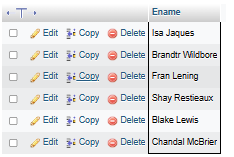 Ename
Edit Copy Delete Isa Jaques
Edit Copy Delete Brandtr Wildbore
Edit Copy Delete Fran Lening
Edit Copy Delete Shay Restieaux
Edit Copy Delete Blake Lewis
Edit Copy Delete Chandal McBrier